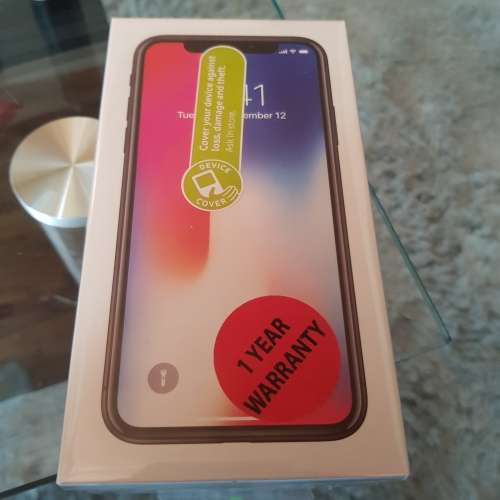 Cover your device against
loss, damage and theft.
Ask in store.
DEVICE
COVER
41
Tue ember 12
1 YEAR
WARRANTY